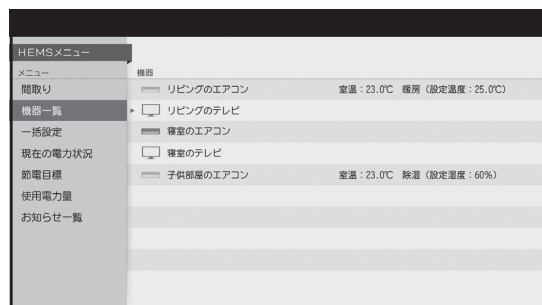 HEMSメニュー
メニュー
間取り
機器一覧
一括設定
現在の電力状況
節電目標
使用電力量
お知らせ一覧
機器
リビングのエアコン 室温：23.0℃ 暖房（設定温度：25.0℃）
リビングのテレビ
寝室のエアコン
寝室のテレビ
子供部屋のエアコン 室温：23.0℃ 除湿（設定湿度：60%）